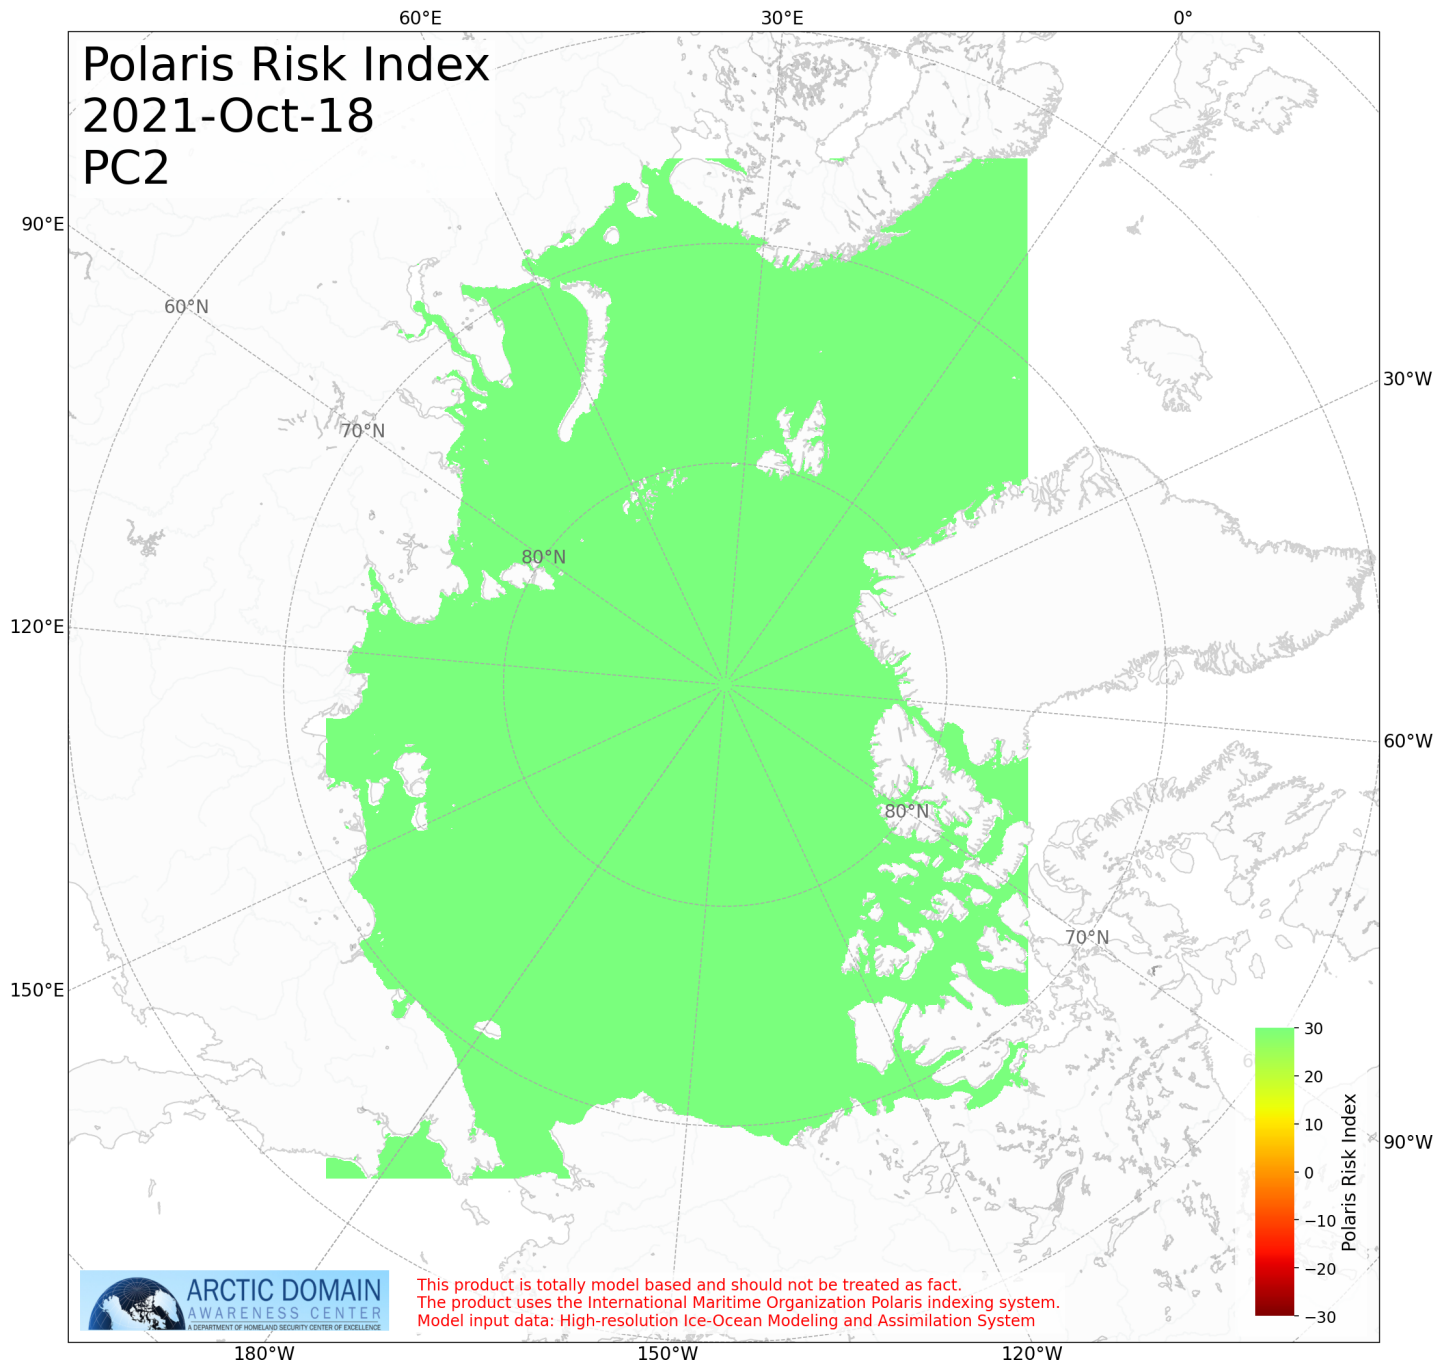 60°E 30°E 0°
Polaris Risk Index
2021-Oct-18
PC2
90°E
60°N
30°W
70°N
80°N
120°E
60W
80°N
70°N
150°E
30
20
10
0
−10
−20
−30
Polaris Risk Index
90°W
ARCTIC DOMAIN
AWARENESS CENTER
A DEPARTMENT OF HOMELAND SECURITY CENTER OF EXCELLENCE
This product is totally model based and should not be treated as fact.
The product uses the International Maritime Organization Polaris indexing system.
Model input data: High-resolution Ice-Ocean Modeling and Assimilation System
180°W 150°W 120°W